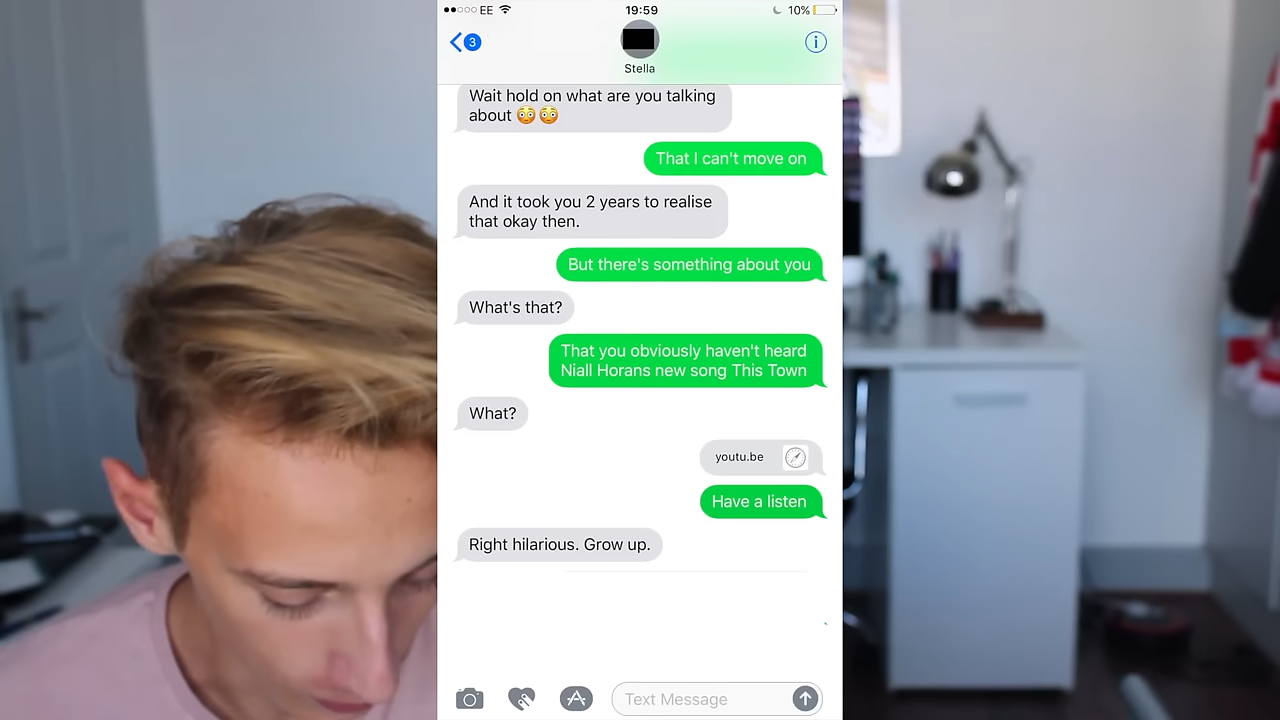 EE 19:59 10%
3
Stella
Wait hold on what are you talking
about 😳😳
That I can't move on
And it took you 2 years to realise
that okay then.
But there's something about you
What's that?
That you obviously haven't heard
Niall Horans new song This Town
What?
youtu.be
Have a listen
Right hilarious. Grow up.
Text Message